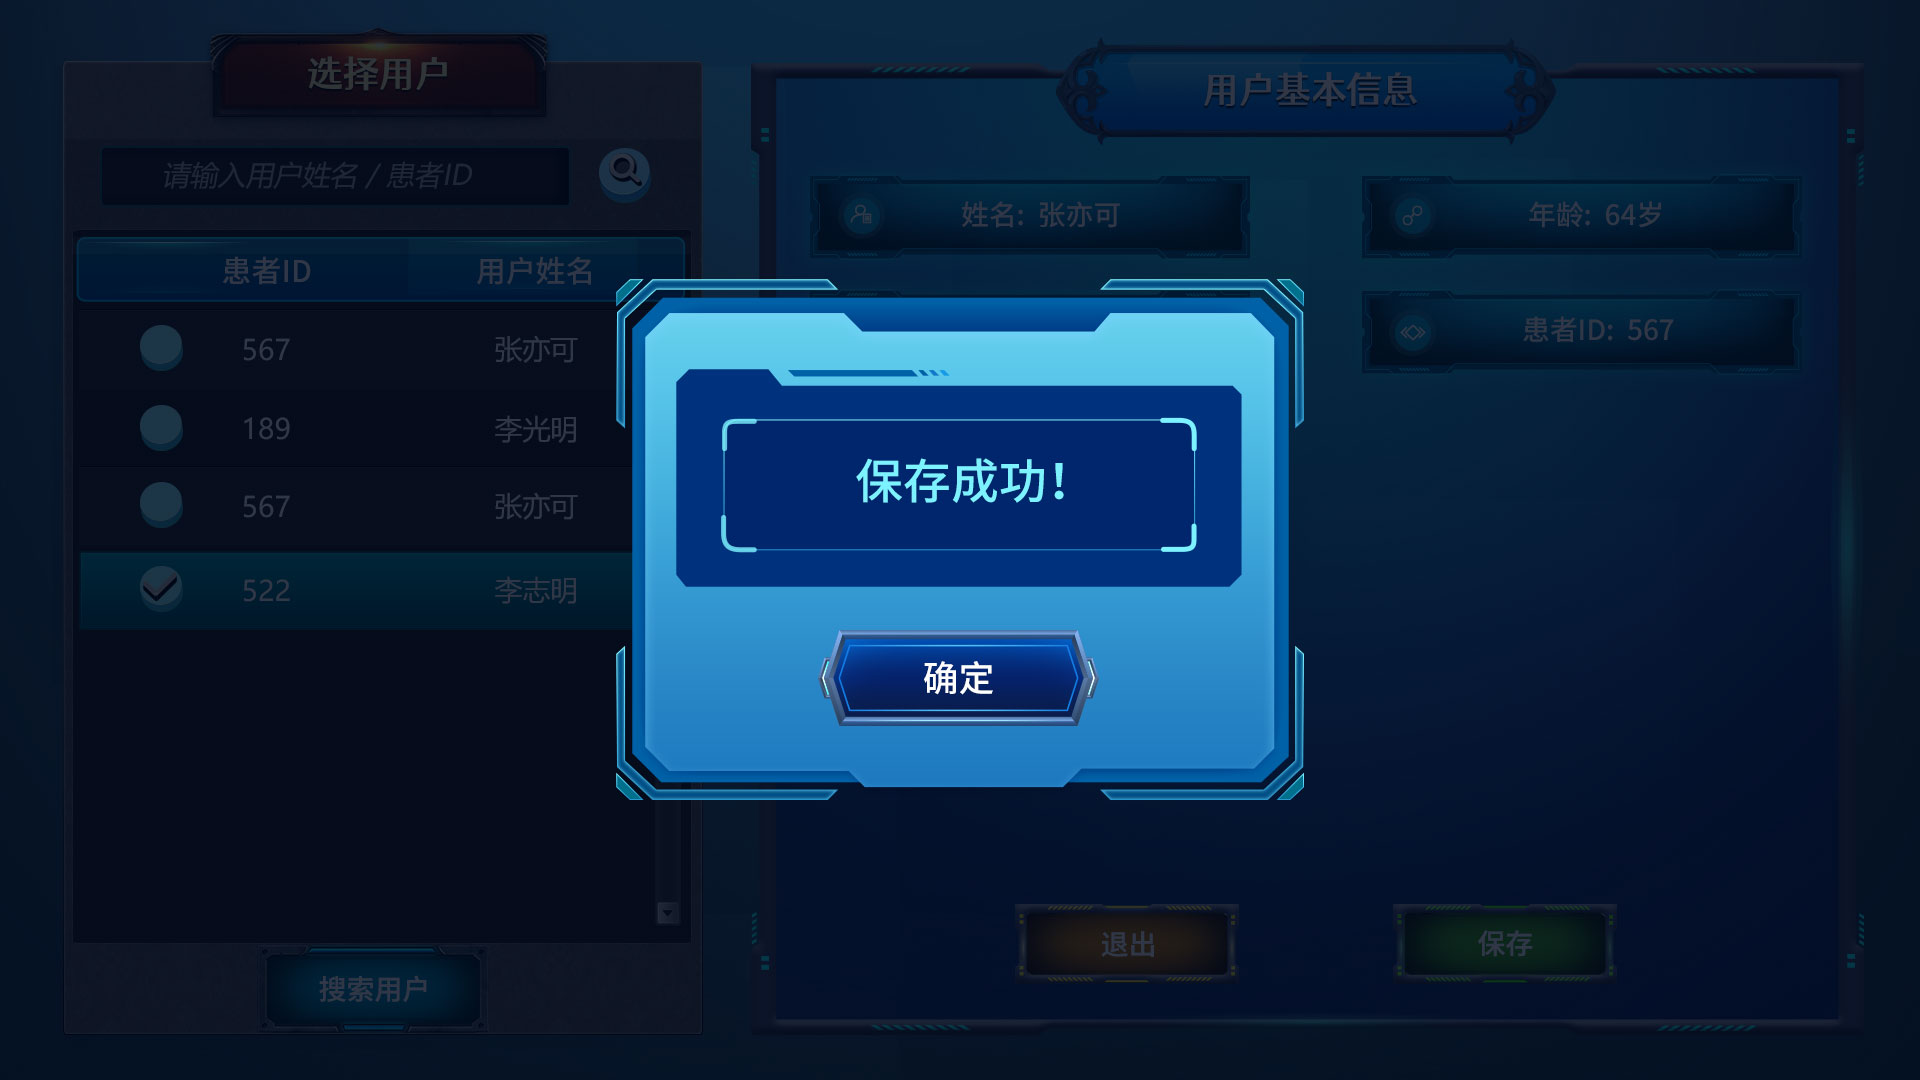 选择用户
请输入用户姓名 / 患者ID
患者ID 用户姓名
567 张亦可
189 李光明
567 张亦可
522 李志明
搜索用户
用户基本信息
姓名: 张亦可
年龄: 64岁
患者ID: 567
保存成功!
确定
退出
保存